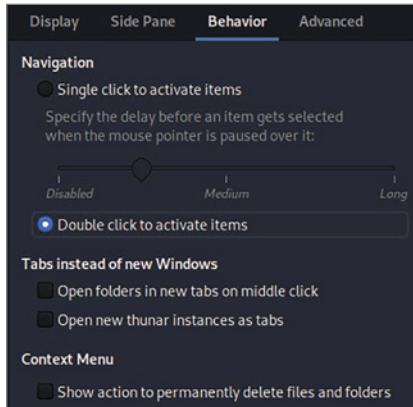 Display Side Pane Behavior Advanced
Navigation
Single click to activate items
Specify the delay before an item gets selected
when the mouse pointer is paused over it:
Disabled Medium Long
Double click to activate items
Tabs instead of new Windows
Open folders in new tabs on middle click
Open new thunar instances as tabs
Context Menu
Show action to permanently delete files and folders